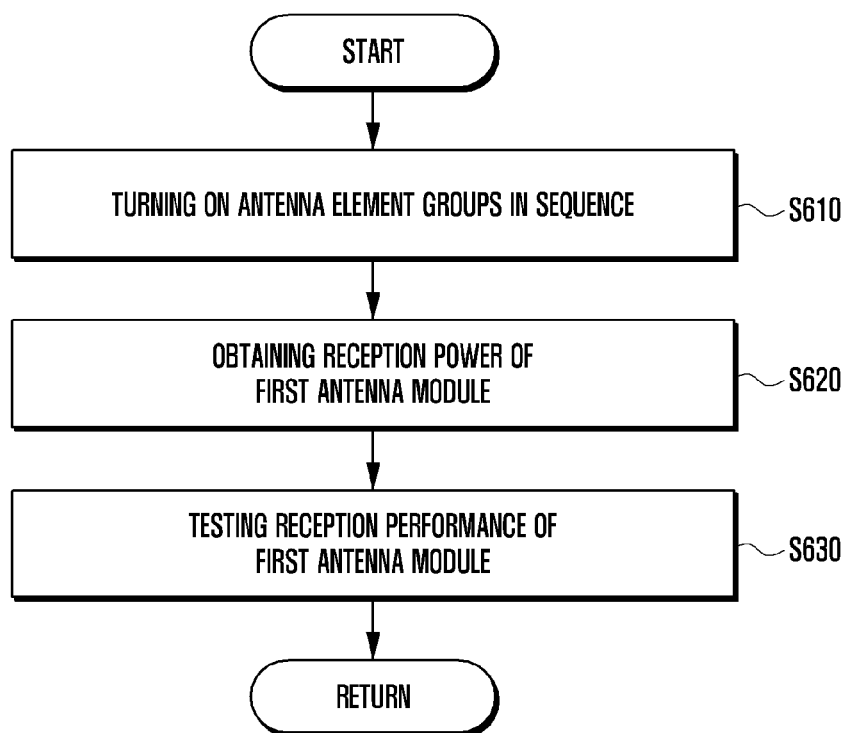 START
TURNING ON ANTENNA ELEMENT GROUPS IN SEQUENCE
S610
OBTAINING RECEPTION POWER OF
FIRST ANTENNA MODULE
S620
TESTING RECEPTION PERFORMANCE OF
FIRST ANTENNA MODULE
S630
RETURN